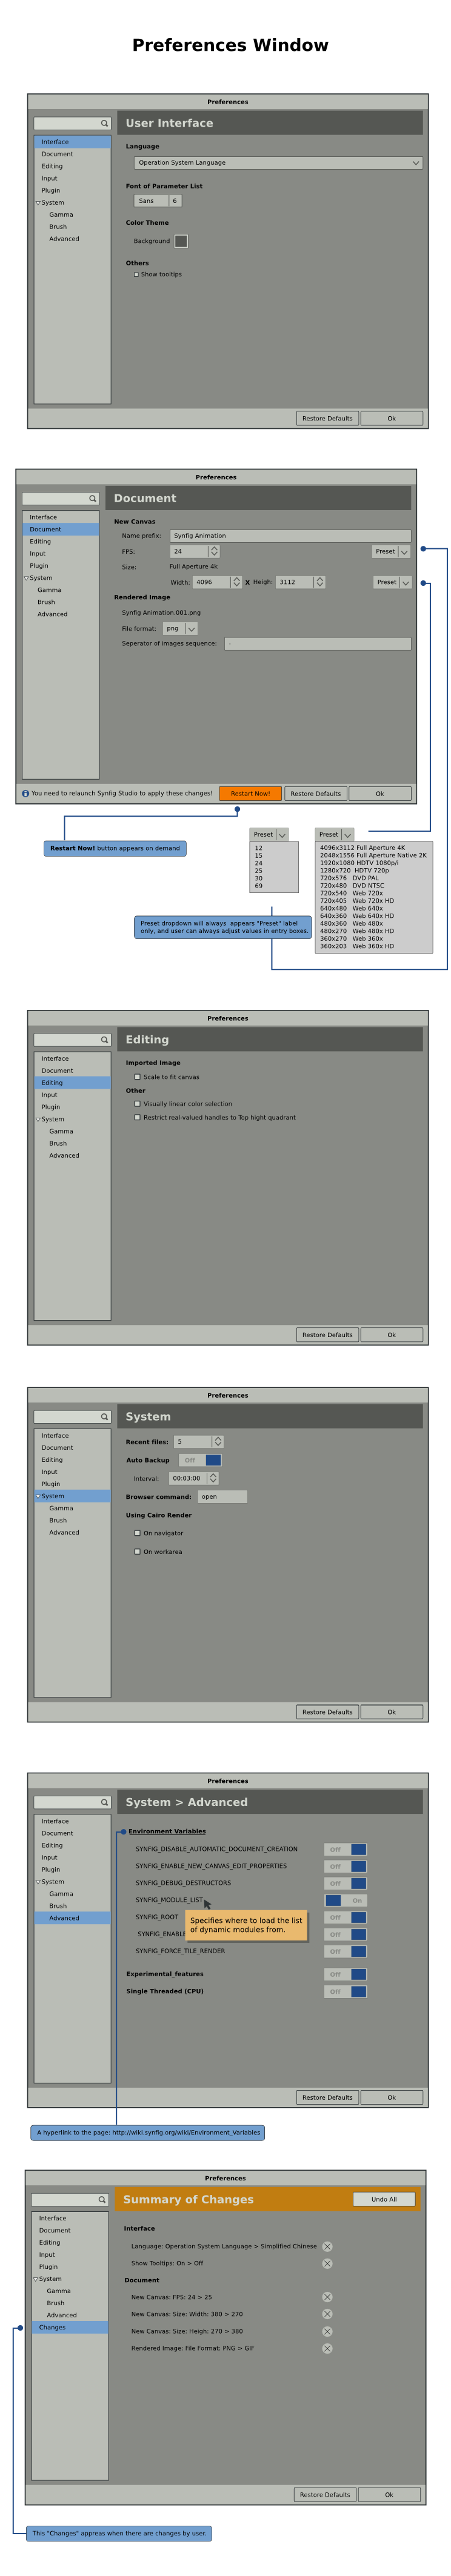 Preferences Window
Preferences
User Interface
Interface
Document
Editing
Input
Plugin
System
Gamma
Brush
Advanced
Language
Operation System Language
Font of Parameter List
Sans 6
Color Theme
Background
Others
Show tooltips
Restore Defaults Ok
Preferences
Document
Interface
Document
Editing
Input
Plugin
System
Gamma
Brush
Advanced
New Canvas
Name prefix: Synfig Animation
FPS: 24 Preset
Size: Full Aperture 4k
Width: 4096 X Heigh: 3112 Preset
Rendered Image
Synfig Animation.001.png
File format: png
Seperator of images sequence: .
You need to relaunch Synfig Studio to apply these changes! Restart Now! Restore Defaults Ok
Restart Now! button appears on demand
Preset
12
15
24
25
30
69
Preset
4096x3112 Full Aperture 4K
2048x1556 Full Aperture Native 2K
1920x1080 HDTV 1080p/i
1280x720 HDTV 720p
720x576 DVD PAL
720x480 DVD NTSC
720x540 Web 720x
720x405 Web 720x HD
640x480 Web 640x
640x360 Web 640x HD
480x360 Web 480x
480x270 Web 480x HD
360x270 Web 360x
360x203 Web 360x HD
Preset dropdown will always appears "Preset" label
only, and user can always adjust values in entry boxes.
Preferences
Editing
Interface
Document
Editing
Input
Plugin
System
Gamma
Brush
Advanced
Imported Image
Scale to fit canvas
Other
Visually linear color selection
Restrict real-valued handles to Top hight quadrant
Restore Defaults Ok
Preferences
System
Interface
Document
Editing
Input
Plugin
System
Gamma
Brush
Advanced
Recent files: 5
Auto Backup Off
Interval: 00:03:00
Browser command: open
Using Cairo Render
On navigator
On workarea
Restore Defaults Ok
Preferences
System > Advanced
Interface
Document
Editing
Input
Plugin
System
Gamma
Brush
Advanced
Environment Variables
SYNFIG_DISABLE_AUTOMATIC_DOCUMENT_CREATION Off
SYNFIG_ENABLE_NEW_CANVAS_EDIT_PROPERTIES Off
SYNFIG_DEBUG_DESTRUCTORS Off
SYNFIG_MODULE_LIST On
SYNFIG_ROOT Off
SYNFIG_ENABLE Off
SYNFIG_FORCE_TILE_RENDER Off
Specifies where to load the list
of dynamic modules from.
Experimental_features Off
Single Threaded (CPU) Off
Restore Defaults Ok
A hyperlink to the page: http://wiki.synfig.org/wiki/Environment_Variables
Preferences
Summary of Changes Undo All
Interface
Document
Editing
Input
Plugin
System
Gamma
Brush
Advanced
Changes
Interface
Language: Operation System Language > Simplified Chinese
Show Tooltips: On > Off
Document
New Canvas: FPS: 24 > 25
New Canvas: Size: Width: 380 > 270
New Canvas: Size: Heigh: 270 > 380
Rendered Image: File Format: PNG > GIF
Restore Defaults Ok
This "Changes" appreas when there are changes by user.